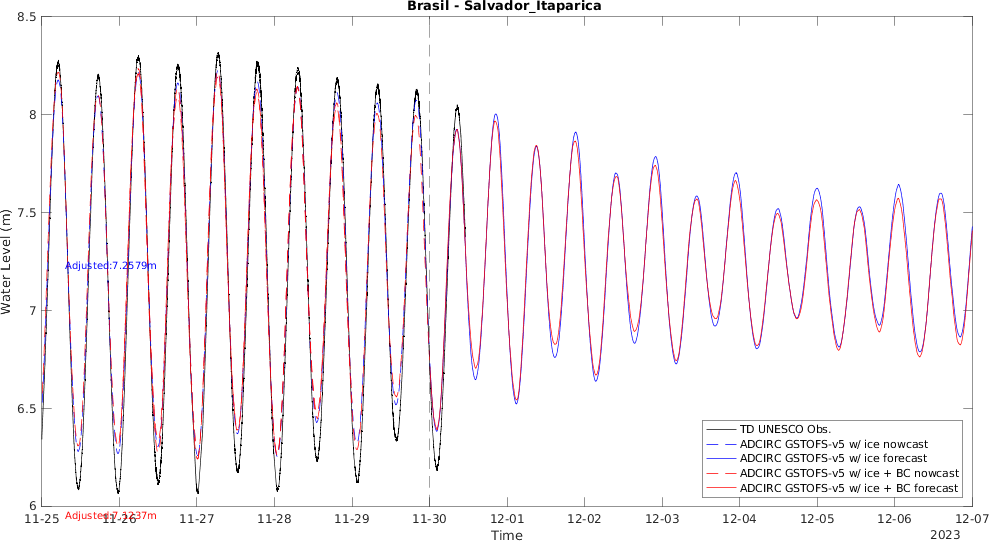 Brasil - Salvador_Itaparica
8.5
8
7.5
7
6.5
6
Water Level (m)
Adjusted:7.2579m
Adjusted:7.1237m
TD UNESCO Obs.
ADCIRC GSTOFS-v5 w/ ice nowcast
ADCIRC GSTOFS-v5 w/ ice forecast
ADCIRC GSTOFS-v5 w/ ice + BC nowcast
ADCIRC GSTOFS-v5 w/ ice + BC forecast
11-25 11-26 11-27 11-28 11-29 11-30 12-01 12-02 12-03 12-04 12-05 12-06 12-07
Time
2023